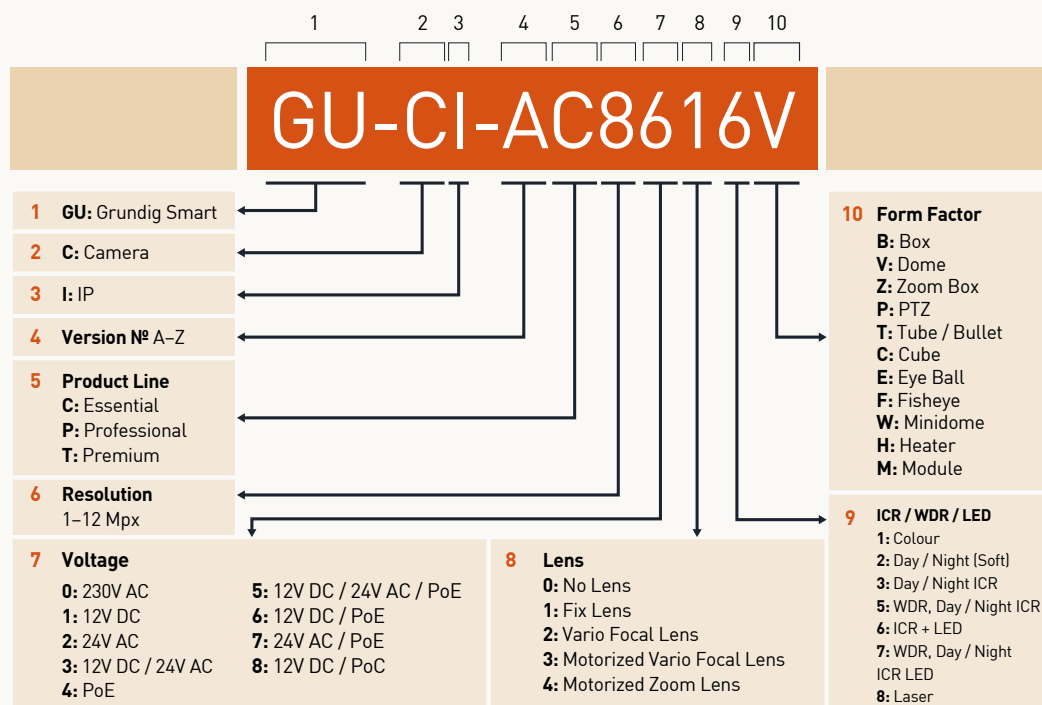 1 2 3 4 5 6 7 8 9 10
GU-CI-AC8616V
1 GU: Grundig Smart
2 C: Camera
3 I: IP
4 Version Nº A–Z
5 Product Line
C: Essential
P: Professional
T: Premium
6 Resolution
1–12 Mpx
7 Voltage
0: 230V AC
1: 12V DC
2: 24V AC
3: 12V DC / 24V AC
4: PoE
5: 12V DC / 24V AC / PoE
6: 12V DC / PoE
7: 24V AC / PoE
8: 12V DC / PoC
8 Lens
0: No Lens
1: Fix Lens
2: Vario Focal Lens
3: Motorized Vario Focal Lens
4: Motorized Zoom Lens
10 Form Factor
B: Box
V: Dome
Z: Zoom Box
P: PTZ
T: Tube / Bullet
C: Cube
E: Eye Ball
F: Fisheye
W: Minidome
H: Heater
M: Module
9 ICR / WDR / LED
1: Colour
2: Day / Night (Soft)
3: Day / Night ICR
5: WDR, Day / Night ICR
6: ICR + LED
7: WDR, Day / Night
ICR LED
8: Laser